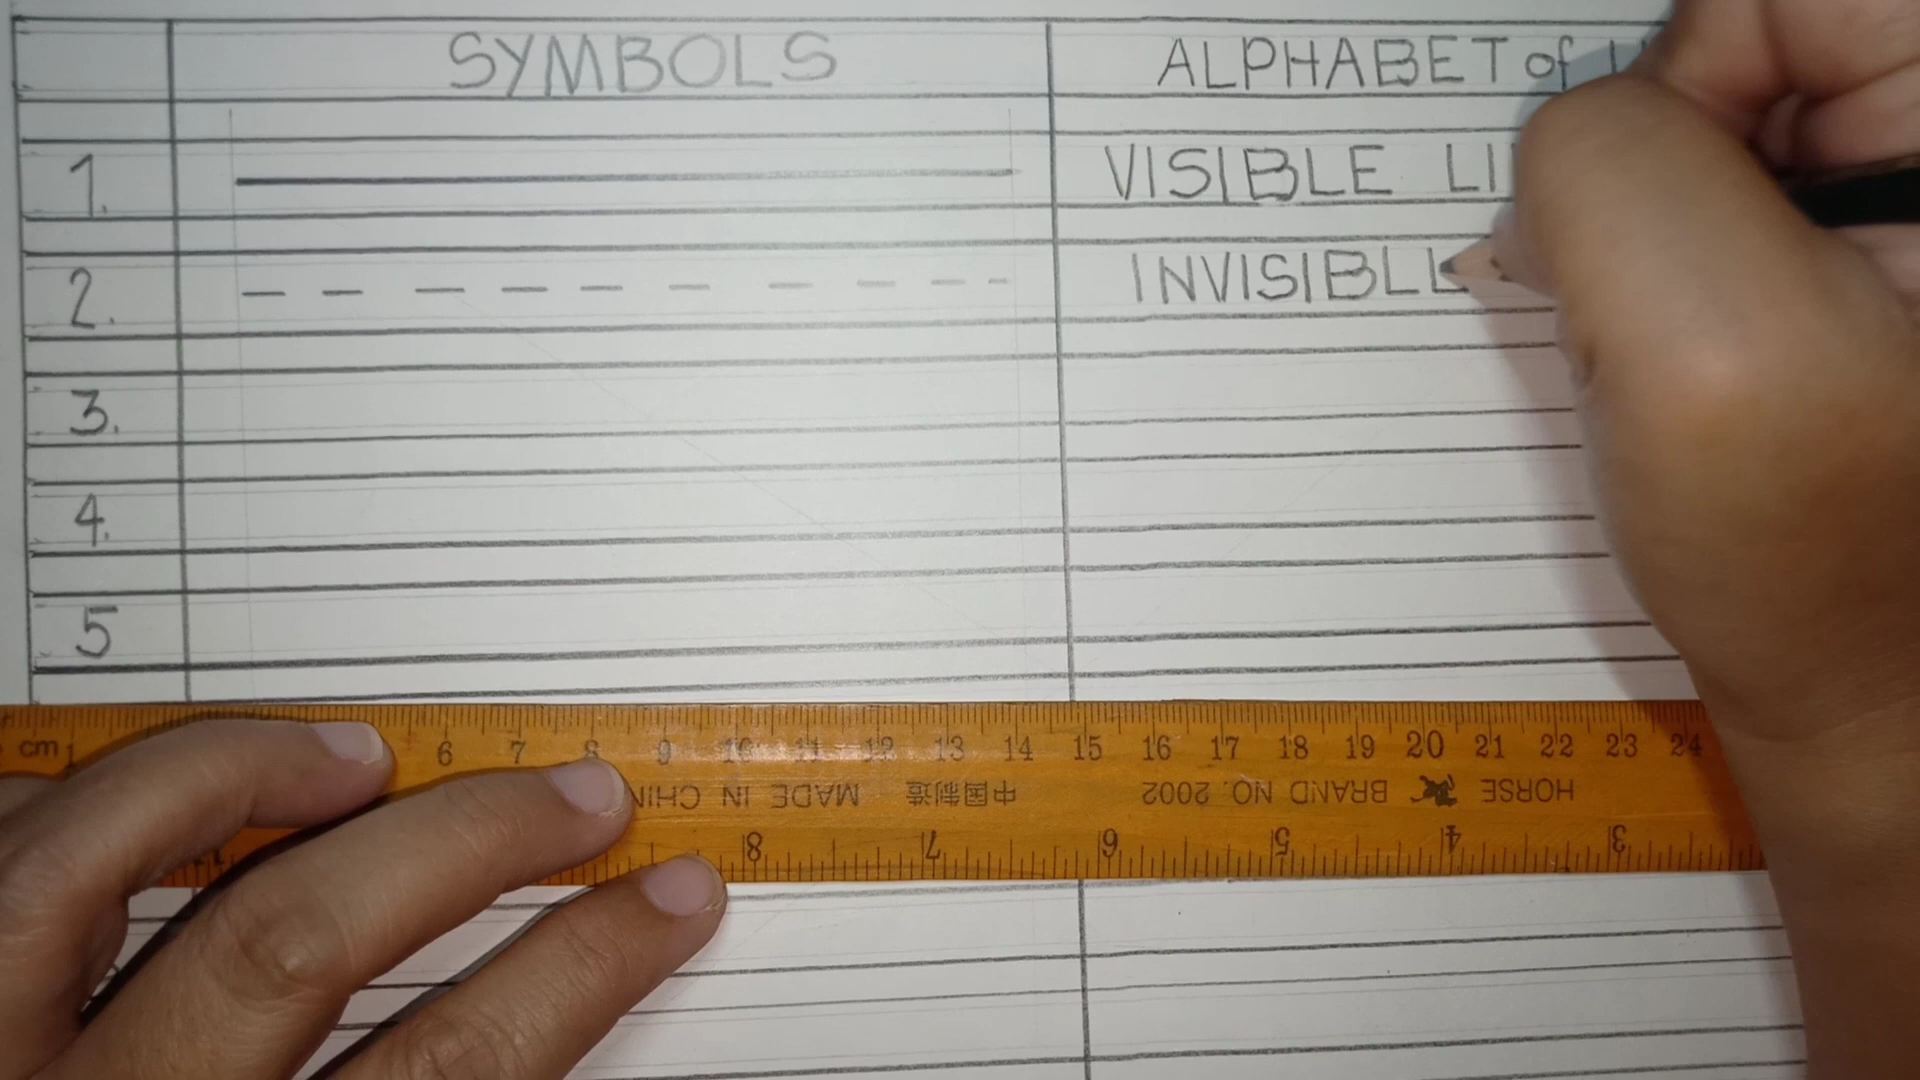 SYMBOLS ALPHABET of
1. VISIBLE LI
2. INVISIBLL
3.
4.
5
cm 1 6 7 8 9 10 11 12 13 14 15 16 17 18 19 20 21 22 23 24
HORSE BRAND NO. 2002 中国制造 MADE IN CHIN
8 7 6 5 4 3